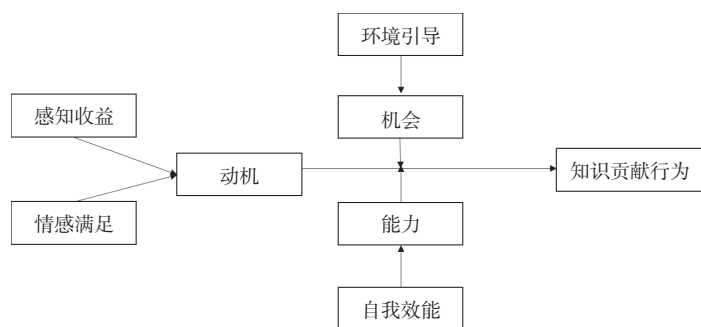 环境引导
感知收益
机会
动机
知识贡献行为
情感满足
能力
自我效能